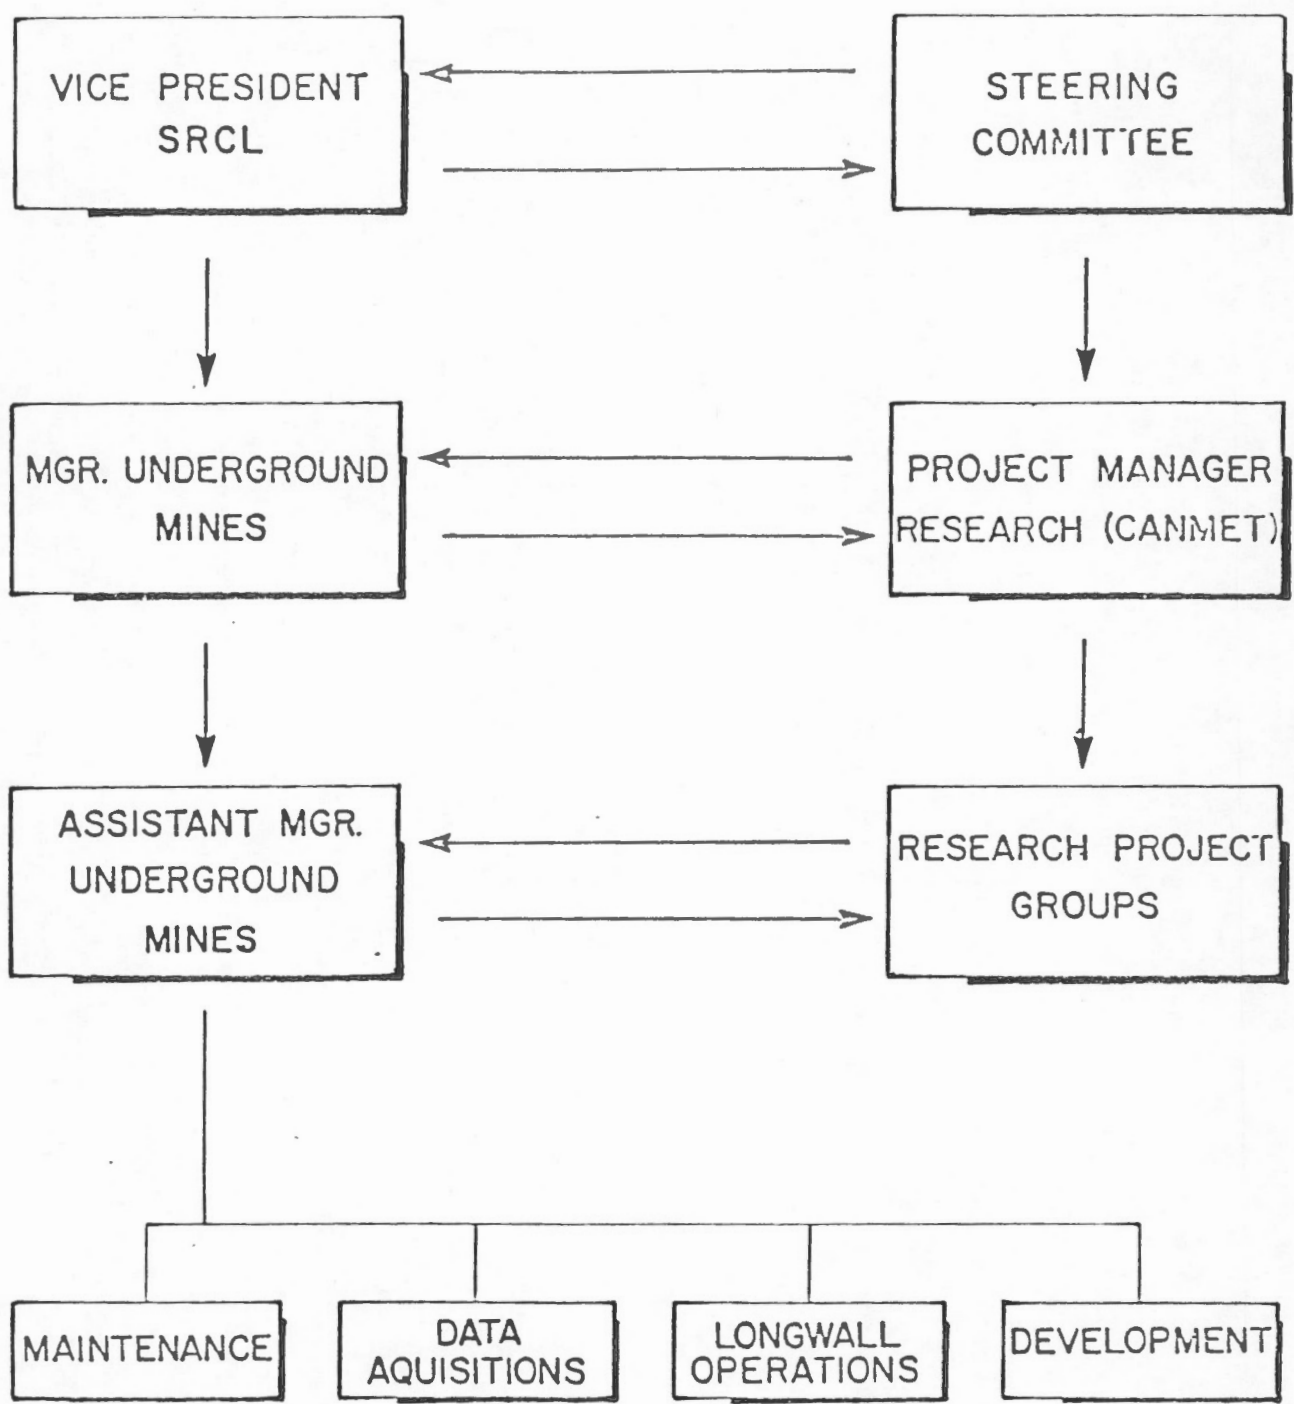 VICE PRESIDENT
SRCL
STEERING
COMMITTEE
MGR. UNDERGROUND
MINES
PROJECT MANAGER
RESEARCH (CANMET)
ASSISTANT MGR.
UNDERGROUND
MINES
RESEARCH PROJECT
GROUPS
MAINTENANCE
DATA
AQUISITIONS
LONGWALL
OPERATIONS
DEVELOPMENT